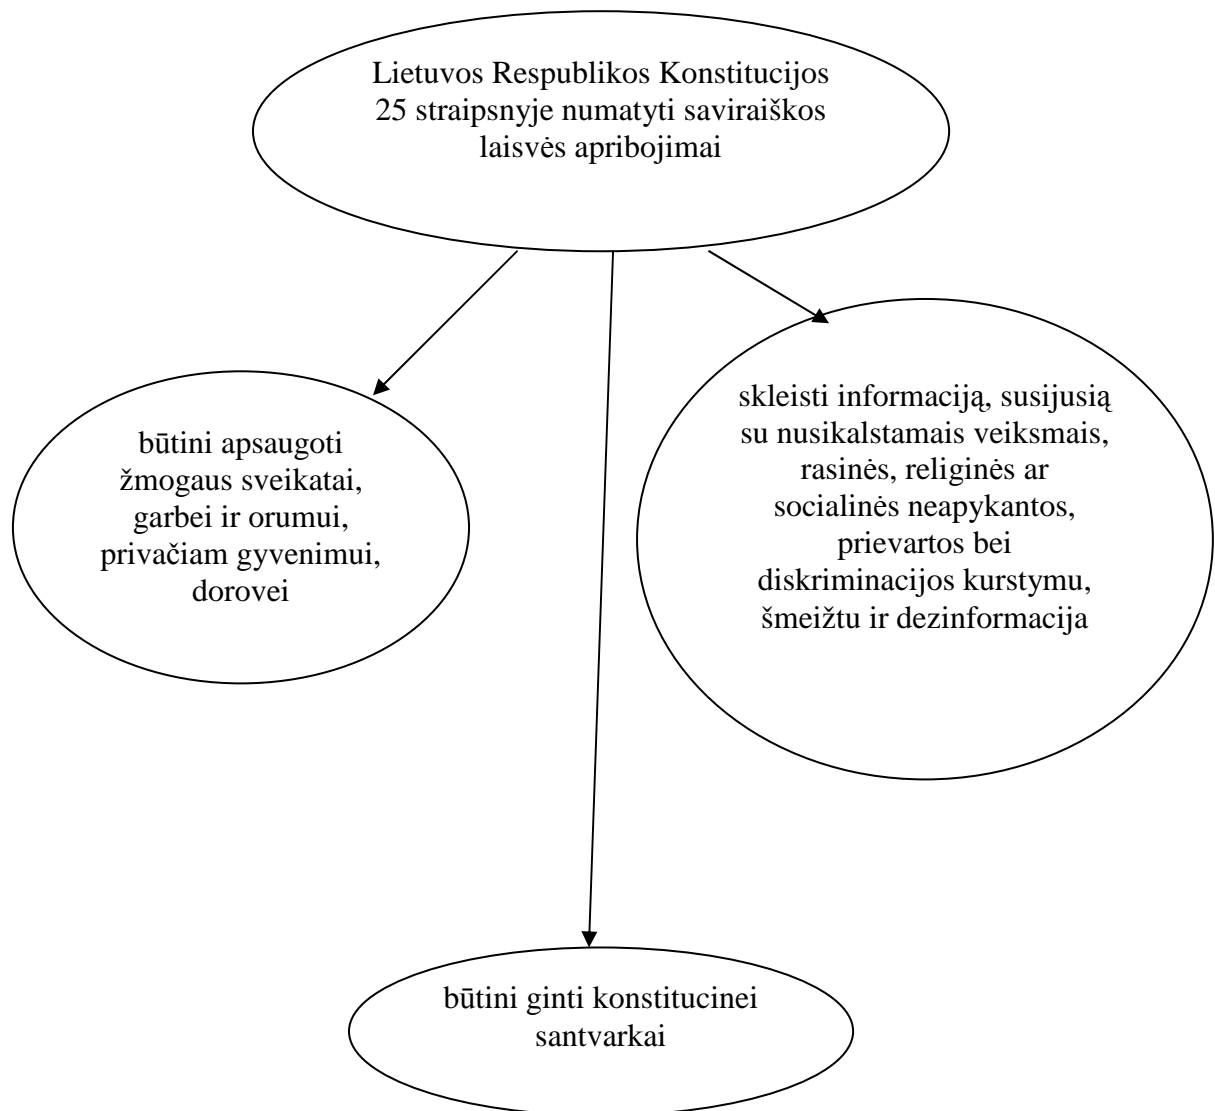 Lietuvos Respublikos Konstitucijos
25 straipsnyje numatyti saviraiškos
laisvės apribojimai
būtini apsaugoti
žmogaus sveikatai,
garbei ir orumui,
privačiam gyvenimui,
dorovei
skleisti informaciją, susijusią
su nusikalstamais veiksmais,
rasinės, religinės ar
socialinės neapykantos,
prievartos bei
diskriminacijos kurstymu,
šmeižtu ir dezinformacija
būtini ginti konstitucinei
santvarkai